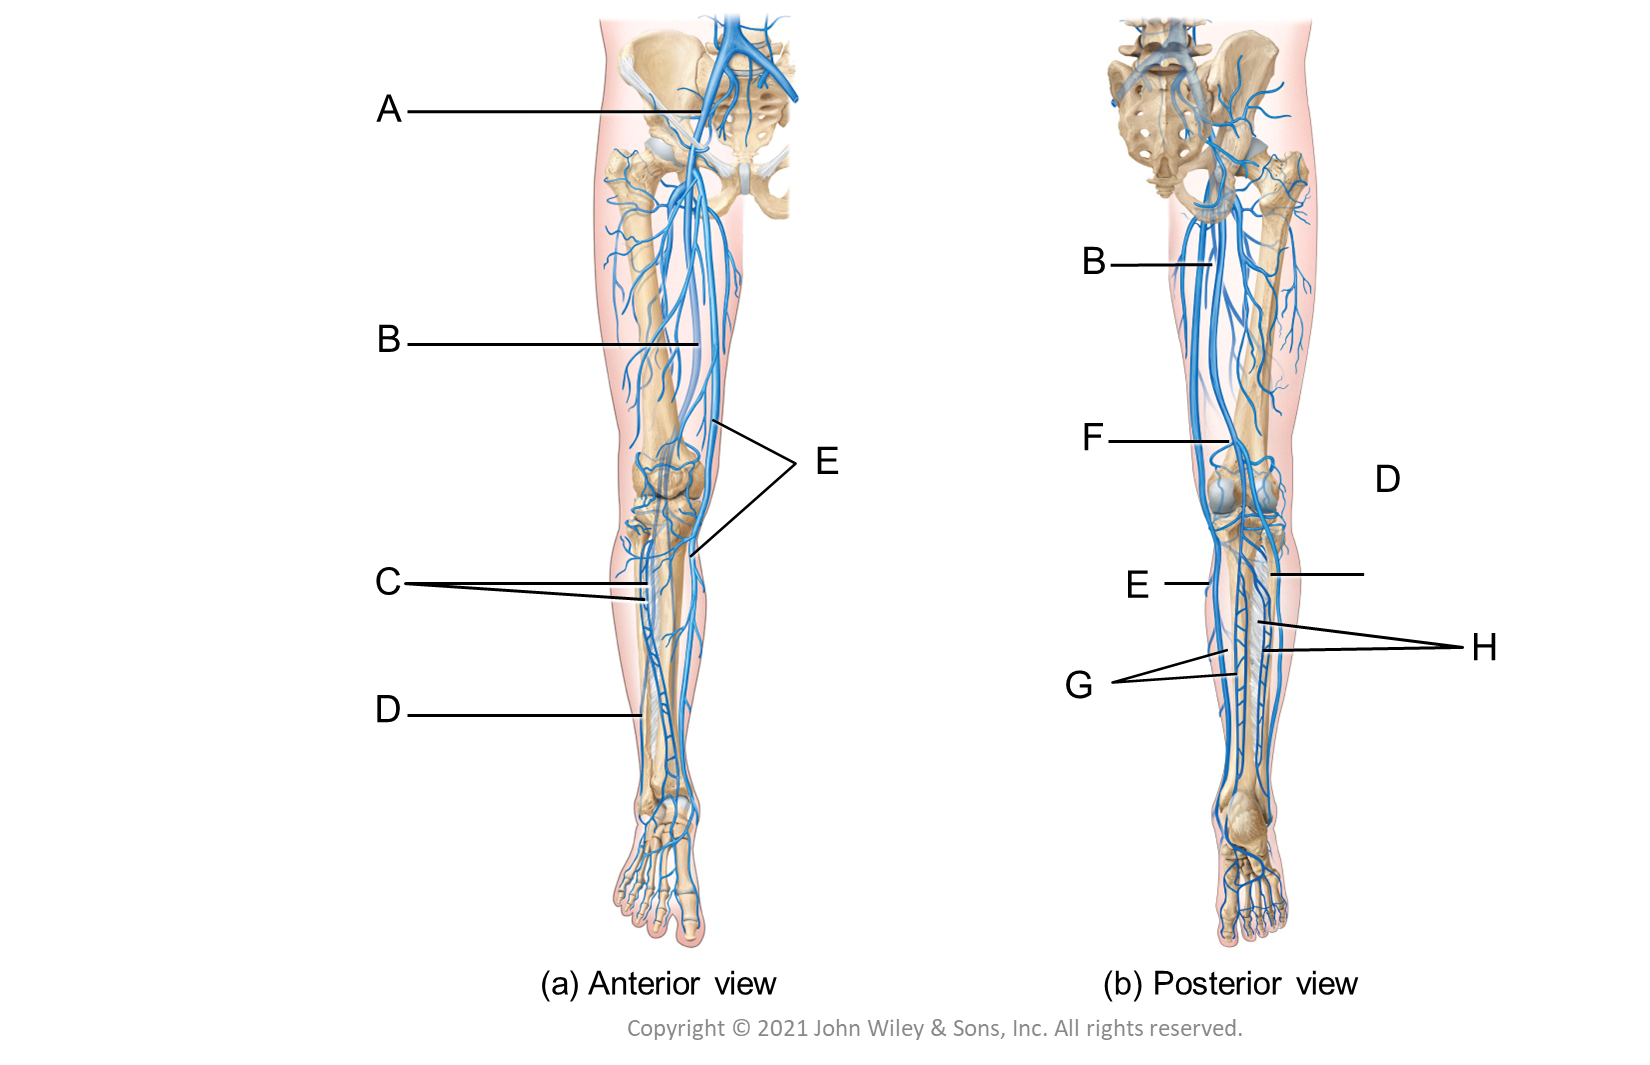 A
B
C
D
E
B
F
D
E
G
H
(a) Anterior view
(b) Posterior view
Copyright © 2021 John Wiley & Sons, Inc. All rights reserved.